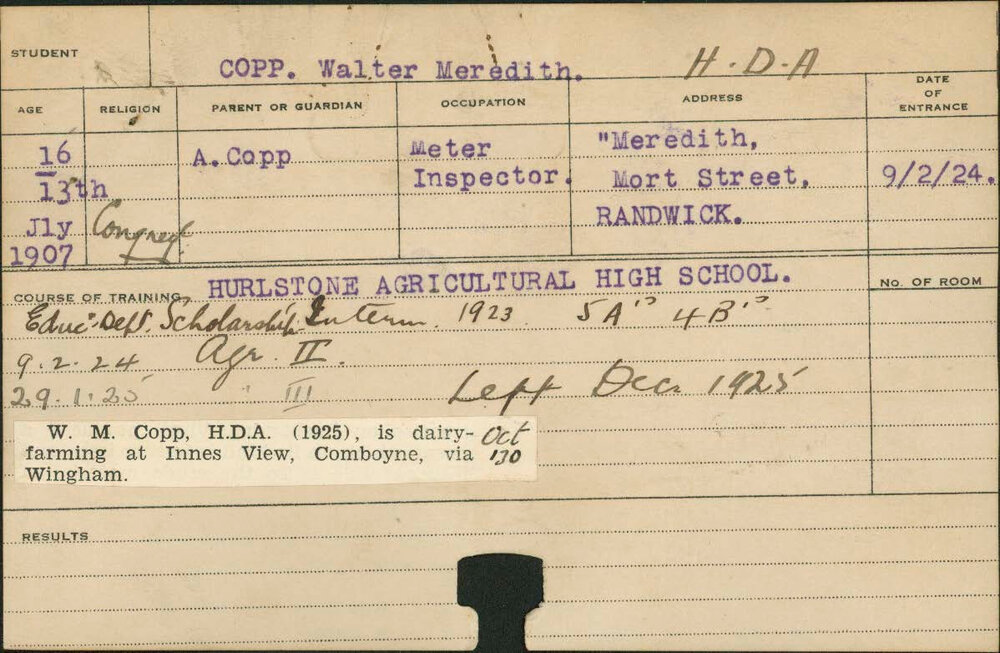 STUDENT
COPP. Walter Meredith. H.D.A
AGE RELIGION PARENT OR GUARDIAN OCCUPATION ADDRESS DATE OF ENTRANCE
16 A.Copp Meter "Meredith,
13th Inspector. Mort Street, 9/2/24.
Jly Congreg. RANDWICK.
1907
COURSE OF TRAINING, HURLSTONE AGRICULTURAL HIGH SCHOOL. No. OF ROOM
Educ. Dept. Scholarship Interm. 1923 5A's 4B's
9.2.24 Agr. II.
29.1.25 " III Left Dec. 1925
W. M. Copp, H.D.A. (1925), is dairy- Oct
farming at Innes View, Comboyne, via '30
Wingham.
RESULTS